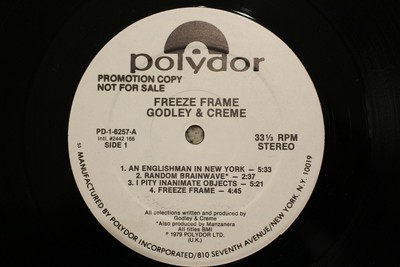 polydor
PROMOTION COPY
NOT FOR SALE
FREEZE FRAME
GODLEY & CREME
PD-1-6257-A
Intl. #2442 166
SIDE 1
33⅓ RPM
STEREO
1. AN ENGLISHMAN IN NEW YORK — 5:33
2. RANDOM BRAINWAVE* — 2:37
3. I PITY INANIMATE OBJECTS — 5:21
4. FREEZE FRAME — 4:45
All selections written and produced by
Godley & Creme
*Also produced by Manzanera
All titles BMI
℗ 1979 POLYDOR LTD.
(U.K.)
MANUFACTURED BY POLYDOR INCORPORATED/810 SEVENTH AVENUE/NEW YORK, N.Y. 10019